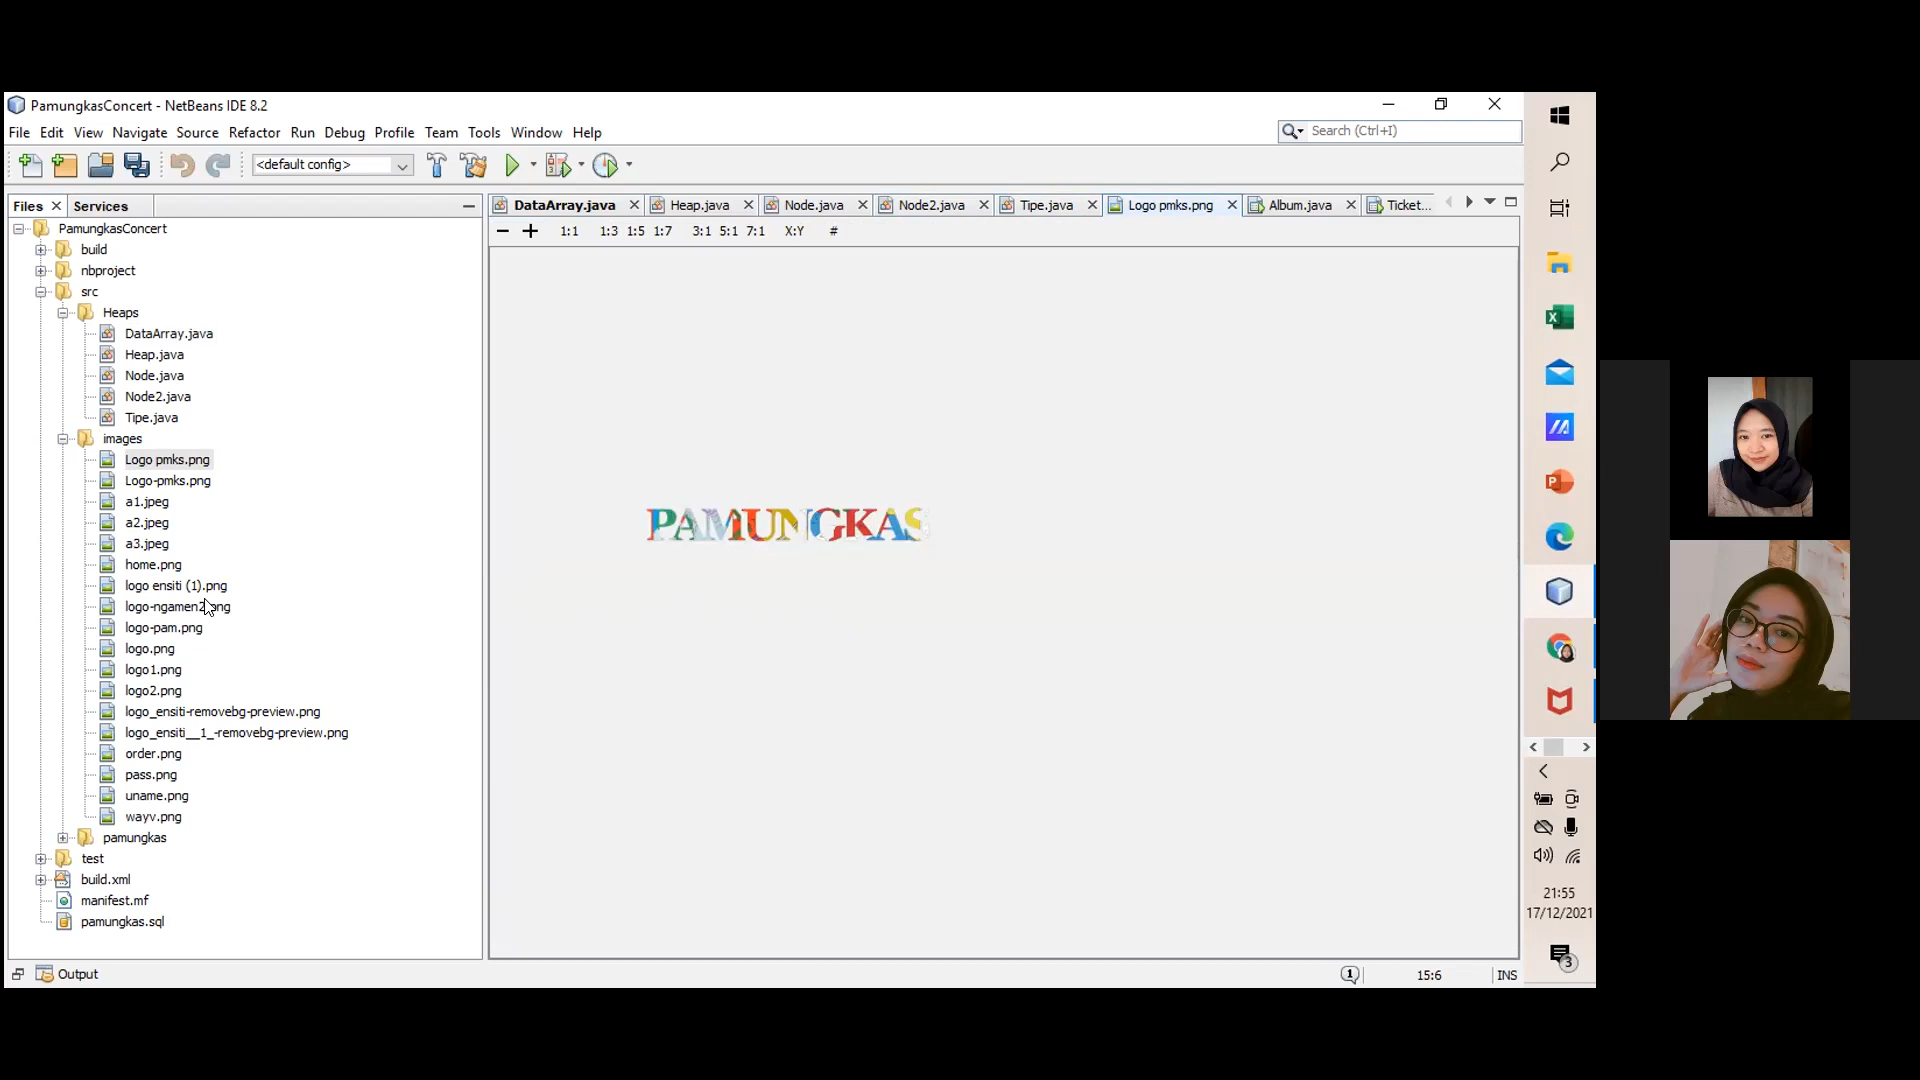 PamungkasConcert - NetBeans IDE 8.2
File Edit View Navigate Source Refactor Run Debug Profile Team Tools Window Help
Search (Ctrl+I)
<default config>
Files Services
DataArray.java Heap.java Node.java Node2.java Tipe.java Logo pmks.png Album.java Ticket...
1:1 1:3 1:5 1:7 3:1 5:1 7:1 X:Y #
PamungkasConcert
build
nbproject
src
Heaps
DataArray.java
Heap.java
Node.java
Node2.java
Tipe.java
images
Logo pmks.png
Logo-pmks.png
a1.jpeg
a2.jpeg
a3.jpeg
home.png
logo ensiti (1).png
logo-ngamen2.png
logo-pam.png
logo.png
logo1.png
logo2.png
logo_ensiti-removebg-preview.png
logo_ensiti__1_-removebg-preview.png
order.png
pass.png
uname.png
wayv.png
pamungkas
test
build.xml
manifest.mf
pamungkas.sql
PAMUNGKAS
Output
1
15:6
INS
21:55
17/12/2021
3